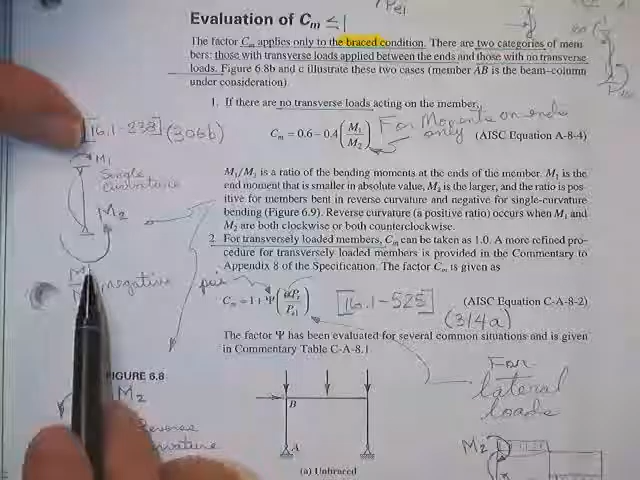 Pe1
Evaluation of Cm ≤ 1
The factor Cm applies only to the braced condition. There are two categories of mem-
bers: those with transverse loads applied between the ends and those with no transverse
loads. Figure 6.8b and c illustrate these two cases (member AB is the beam–column
under consideration).
1. If there are no transverse loads acting on the member,
[16.1-238] (306b)
For Moments on ends
only
Cm = 0.6 – 0.4(M1/M2) (AISC Equation A-8-4)
M1
Single
curvature
M2
M1/M2 is a ratio of the bending moments at the ends of the member. M1 is the
end moment that is smaller in absolute value, M2 is the larger, and the ratio is pos-
itive for members bent in reverse curvature and negative for single-curvature
bending (Figure 6.9). Reverse curvature (a positive ratio) occurs when M1 and
M2 are both clockwise or both counterclockwise.
2. For transversely loaded members, Cm can be taken as 1.0. A more refined pro-
cedure for transversely loaded members is provided in the Commentary to
Appendix 8 of the Specification. The factor Cm is given as
negative
psi
Cm = 1 + Ψ(αPr/Pe1) [16.1-525] (AISC Equation C-A-8-2)
(314a)
The factor Ψ has been evaluated for several common situations and is given
in Commentary Table C-A-8.1.
For
lateral
loads
FIGURE 6.8
M2
Reverse
curvature
B
A
M2
(a) Unbraced